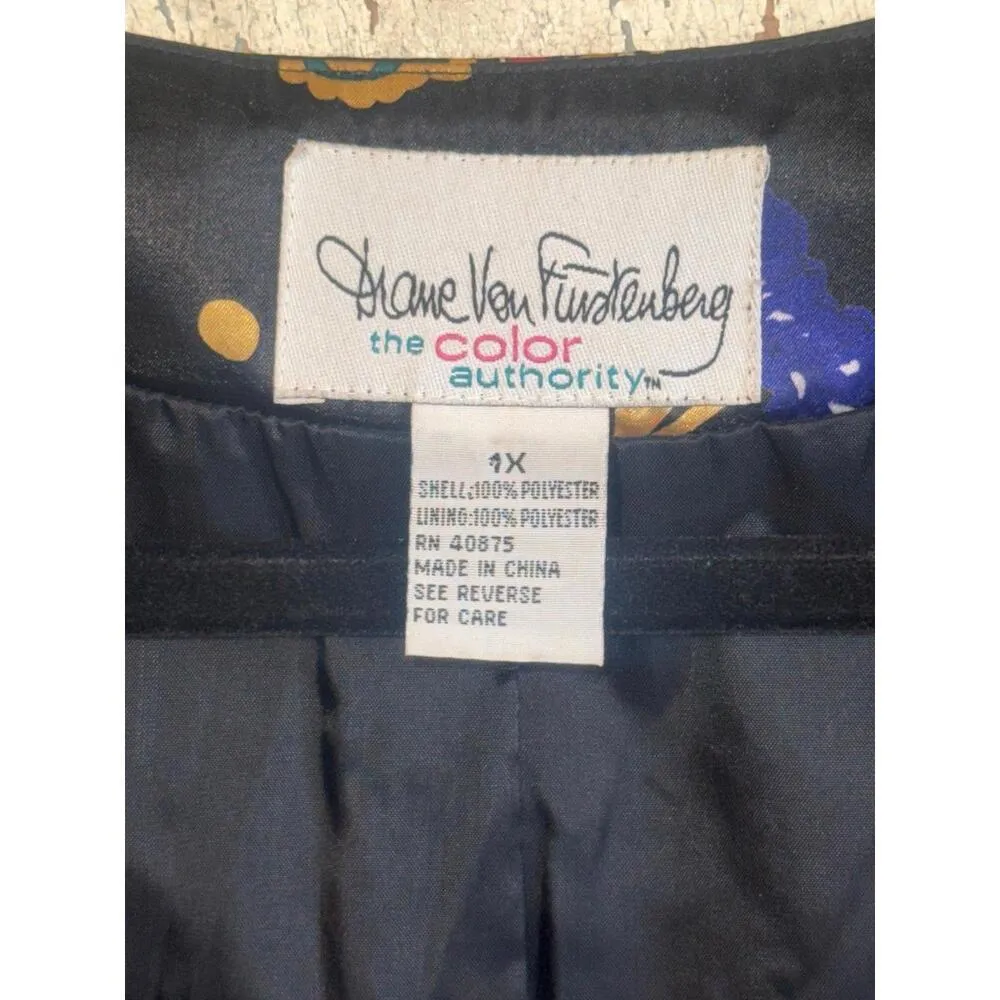 Diane Von Furstenberg
the color
authority™
1X
SHELL:100% POLYESTER
LINING:100% POLYESTER
RN 40875
MADE IN CHINA
SEE REVERSE
FOR CARE